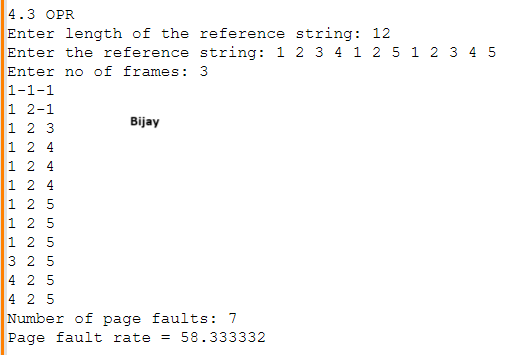 4.3 OPR
Enter length of the reference string: 12
Enter the reference string: 1 2 3 4 1 2 5 1 2 3 4 5
Enter no of frames: 3
1-1-1
1 2-1
1 2 3
Bijay
1 2 4
1 2 4
1 2 4
1 2 5
1 2 5
1 2 5
3 2 5
4 2 5
4 2 5
Number of page faults: 7
Page fault rate = 58.333332